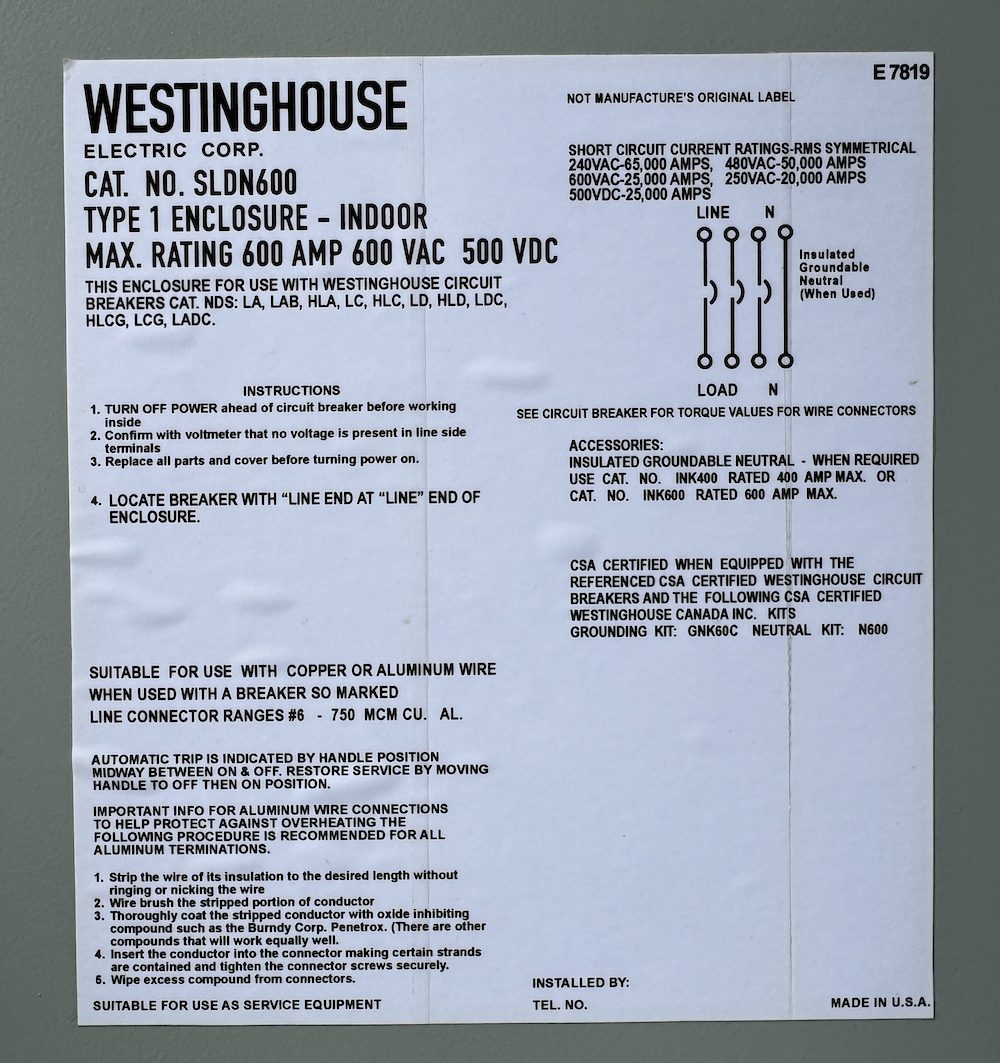 E 7819
WESTINGHOUSE
ELECTRIC CORP.
CAT. NO. SLDN600
TYPE 1 ENCLOSURE – INDOOR
MAX. RATING 600 AMP 600 VAC 500 VDC
THIS ENCLOSURE FOR USE WITH WESTINGHOUSE CIRCUIT
BREAKERS CAT. NDS: LA, LAB, HLA, LC, HLC, LD, HLD, LDC,
HLCG, LCG, LADC.
INSTRUCTIONS
1. TURN OFF POWER ahead of circuit breaker before working
inside
2. Confirm with voltmeter that no voltage is present in line side
terminals
3. Replace all parts and cover before turning power on.
4. LOCATE BREAKER WITH “LINE END AT “LINE” END OF
ENCLOSURE.
SUITABLE FOR USE WITH COPPER OR ALUMINUM WIRE
WHEN USED WITH A BREAKER SO MARKED
LINE CONNECTOR RANGES #6 - 750 MCM CU. AL.
AUTOMATIC TRIP IS INDICATED BY HANDLE POSITION
MIDWAY BETWEEN ON & OFF. RESTORE SERVICE BY MOVING
HANDLE TO OFF THEN ON POSITION.
IMPORTANT INFO FOR ALUMINUM WIRE CONNECTIONS
TO HELP PROTECT AGAINST OVERHEATING THE
FOLLOWING PROCEDURE IS RECOMMENDED FOR ALL
ALUMINUM TERMINATIONS.
1. Strip the wire of its insulation to the desired length without
ringing or nicking the wire
2. Wire brush the stripped portion of conductor
3. Thoroughly coat the stripped conductor with oxide inhibiting
compound such as the Burndy Corp. Penetrox. (There are other
compounds that will work equally well.
4. Insert the conductor into the connector making certain strands
are contained and tighten the connector screws securely.
5. Wipe excess compound from connectors.
SUITABLE FOR USE AS SERVICE EQUIPMENT
NOT MANUFACTURE'S ORIGINAL LABEL
SHORT CIRCUIT CURRENT RATINGS-RMS SYMMETRICAL
240VAC-65,000 AMPS, 480VAC-50,000 AMPS
600VAC-25,000 AMPS, 250VAC-20,000 AMPS
500VDC-25,000 AMPS
LINE N
Insulated
Groundable
Neutral
(When Used)
LOAD N
SEE CIRCUIT BREAKER FOR TORQUE VALUES FOR WIRE CONNECTORS
ACCESSORIES:
INSULATED GROUNDABLE NEUTRAL - WHEN REQUIRED
USE CAT. NO. INK400 RATED 400 AMP MAX. OR
CAT. NO. INK600 RATED 600 AMP MAX.
CSA CERTIFIED WHEN EQUIPPED WITH THE
REFERENCED CSA CERTIFIED WESTINGHOUSE CIRCUIT
BREAKERS AND THE FOLLOWING CSA CERTIFIED
WESTINGHOUSE CANADA INC. KITS
GROUNDING KIT: GNK60C NEUTRAL KIT: N600
INSTALLED BY:
TEL. NO.
MADE IN U.S.A.